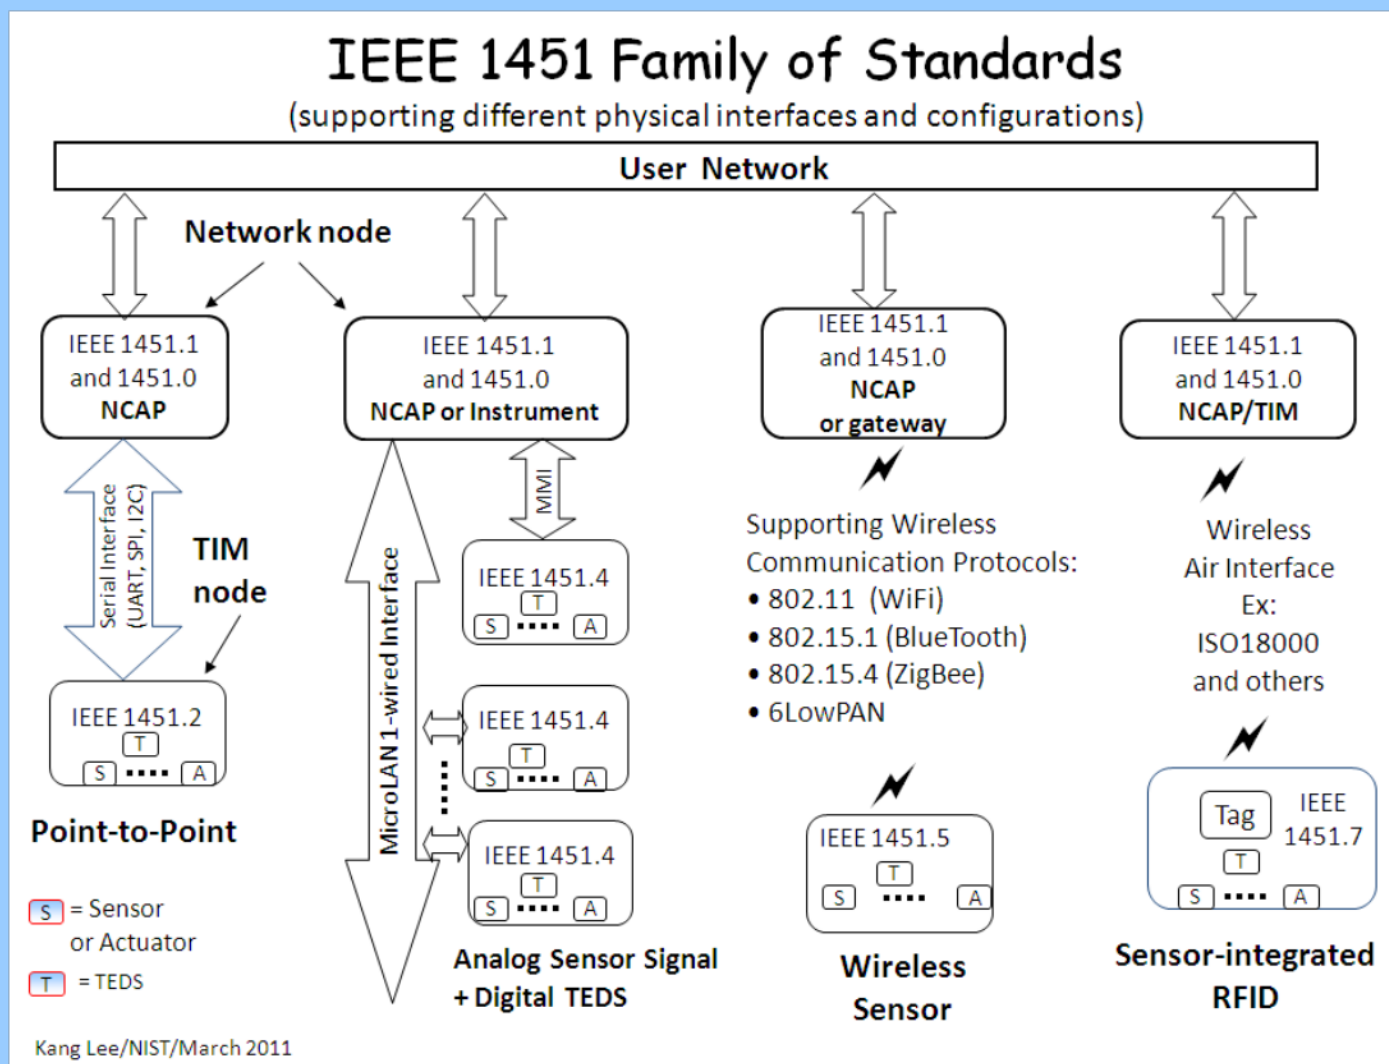 IEEE 1451 Family of Standards
(supporting different physical interfaces and configurations)
User Network
Network node
IEEE 1451.1
and 1451.0
NCAP
Serial Interface
(UART, SPI, I2C)
TIM
node
IEEE 1451.2
T
S •••• A
Point-to-Point
S = Sensor
or Actuator
T = TEDS
IEEE 1451.1
and 1451.0
NCAP or Instrument
MicroLAN 1-wired Interface
MMI
IEEE 1451.4
T
S •••• A
IEEE 1451.4
T
S •••• A
IEEE 1451.4
T
S •••• A
Analog Sensor Signal
+ Digital TEDS
IEEE 1451.1
and 1451.0
NCAP
or gateway
Supporting Wireless
Communication Protocols:
• 802.11 (WiFi)
• 802.15.1 (BlueTooth)
• 802.15.4 (ZigBee)
• 6LowPAN
IEEE 1451.5
T
S •••• A
Wireless
Sensor
IEEE 1451.1
and 1451.0
NCAP/TIM
Wireless
Air Interface
Ex:
ISO18000
and others
Tag
IEEE
1451.7
T
S •••• A
Sensor-integrated
RFID
Kang Lee/NIST/March 2011